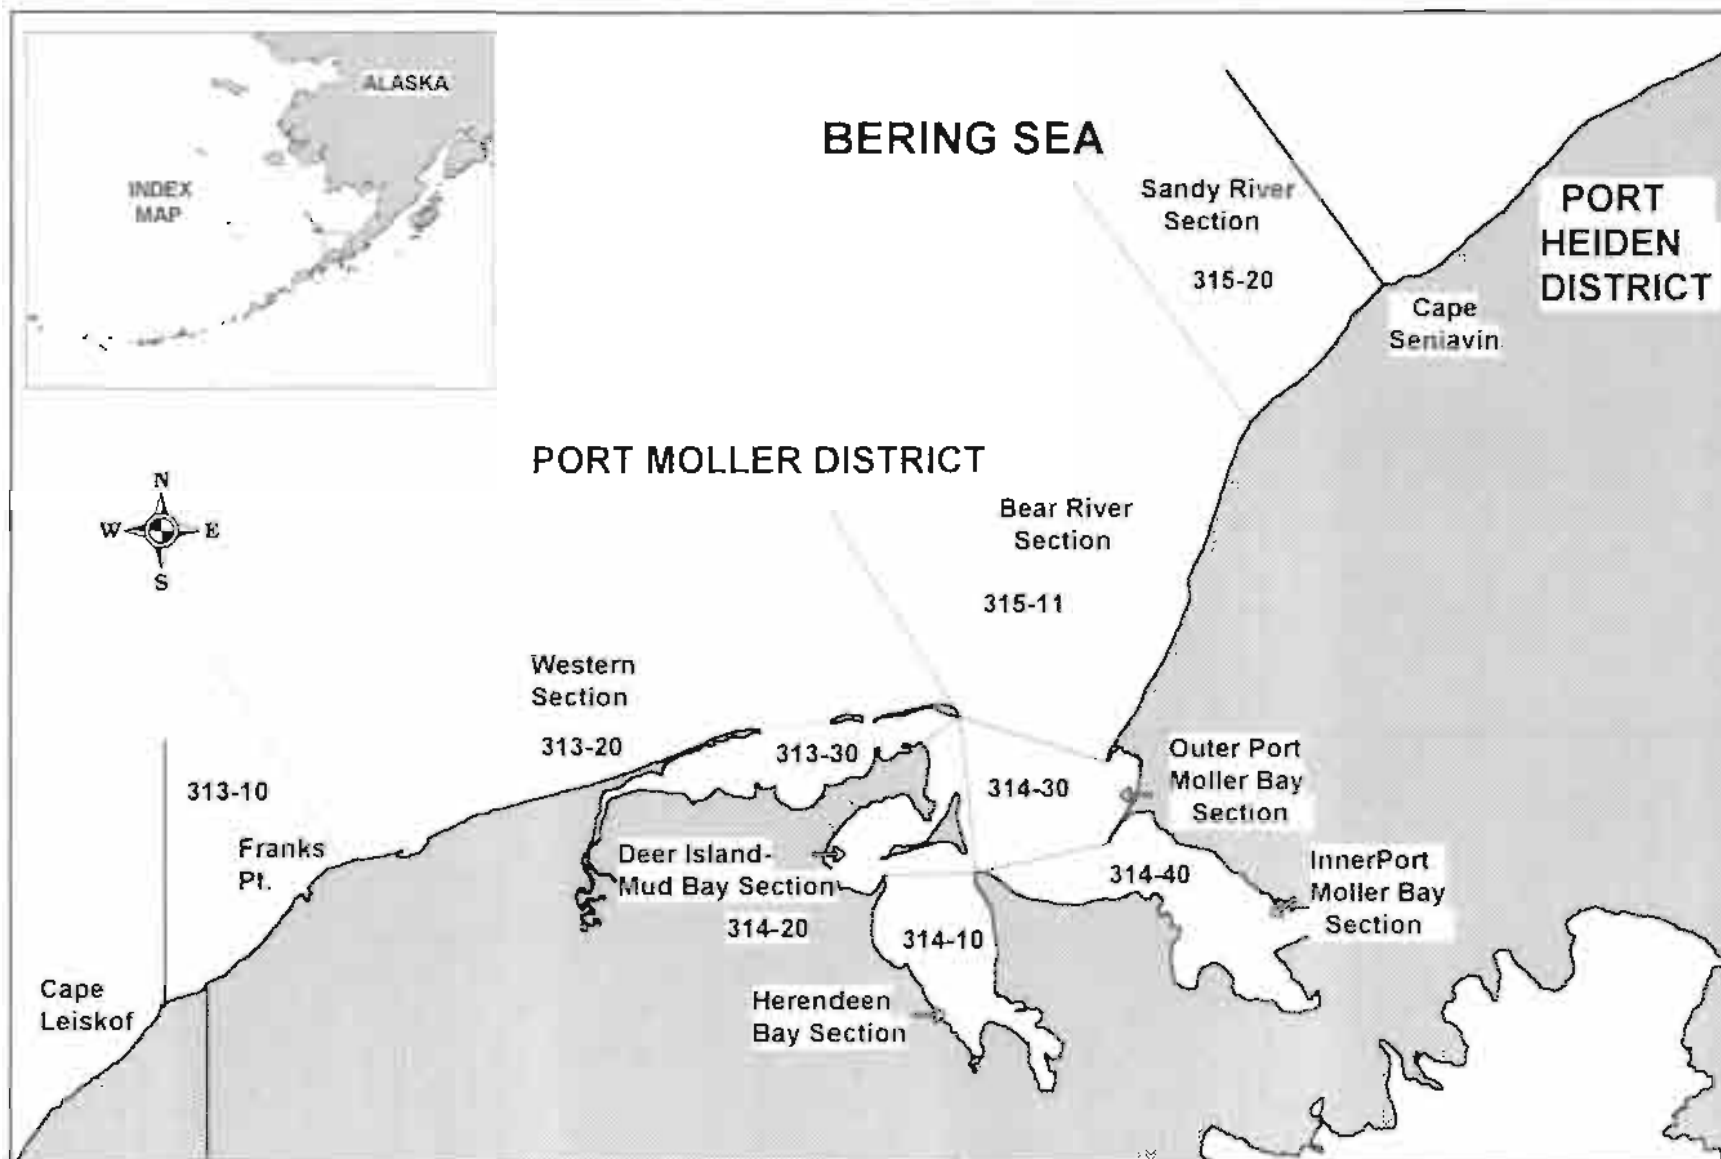 ALASKA
INDEX
MAP
BERING SEA
Sandy River
Section
315-20
PORT
HEIDEN
DISTRICT
Cape
Seniavin
PORT MOLLER DISTRICT
N
W E
S
Bear River
Section
315-11
Western
Section
313-20
313-30
313-10
314-30
Outer Port
Moller Bay
Section
Franks
Pt.
Deer Island-
Mud Bay Section
314-20
314-40
InnerPort
Moller Bay
Section
314-10
Cape
Leiskof
Herendeen
Bay Section